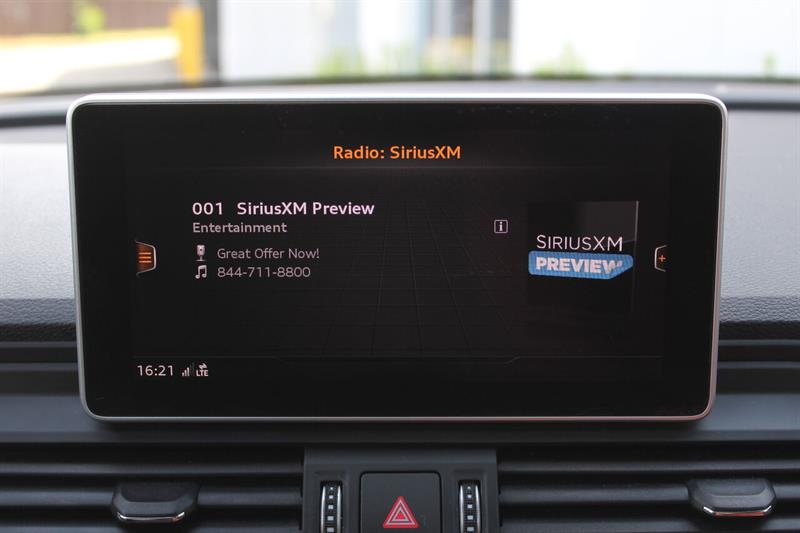 Radio: SiriusXM
001 SiriusXM Preview
Entertainment
i
Great Offer Now!
844-711-8800
SIRIUSXM
PREVIEW
16:21 LTE